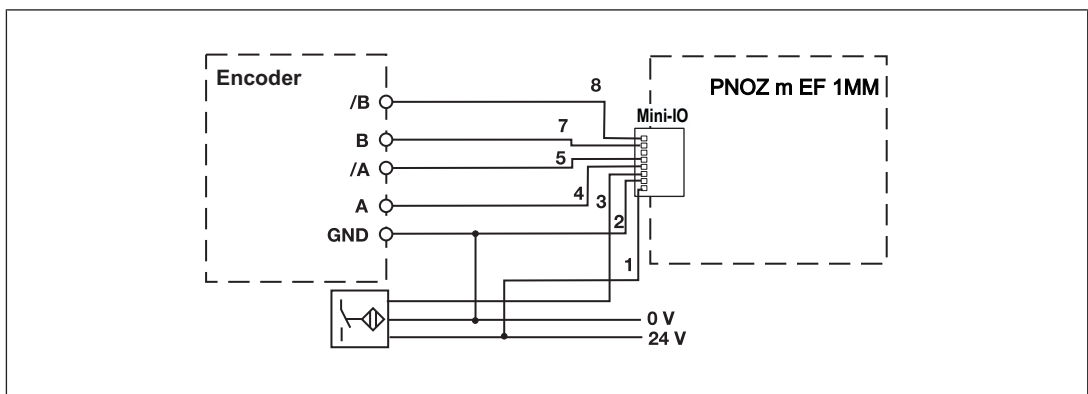 Encoder
PNOZ m EF 1MM
/B
8
Mini-IO
B
7
/A
5
A
4
3
GND
2
1
0 V
24 V